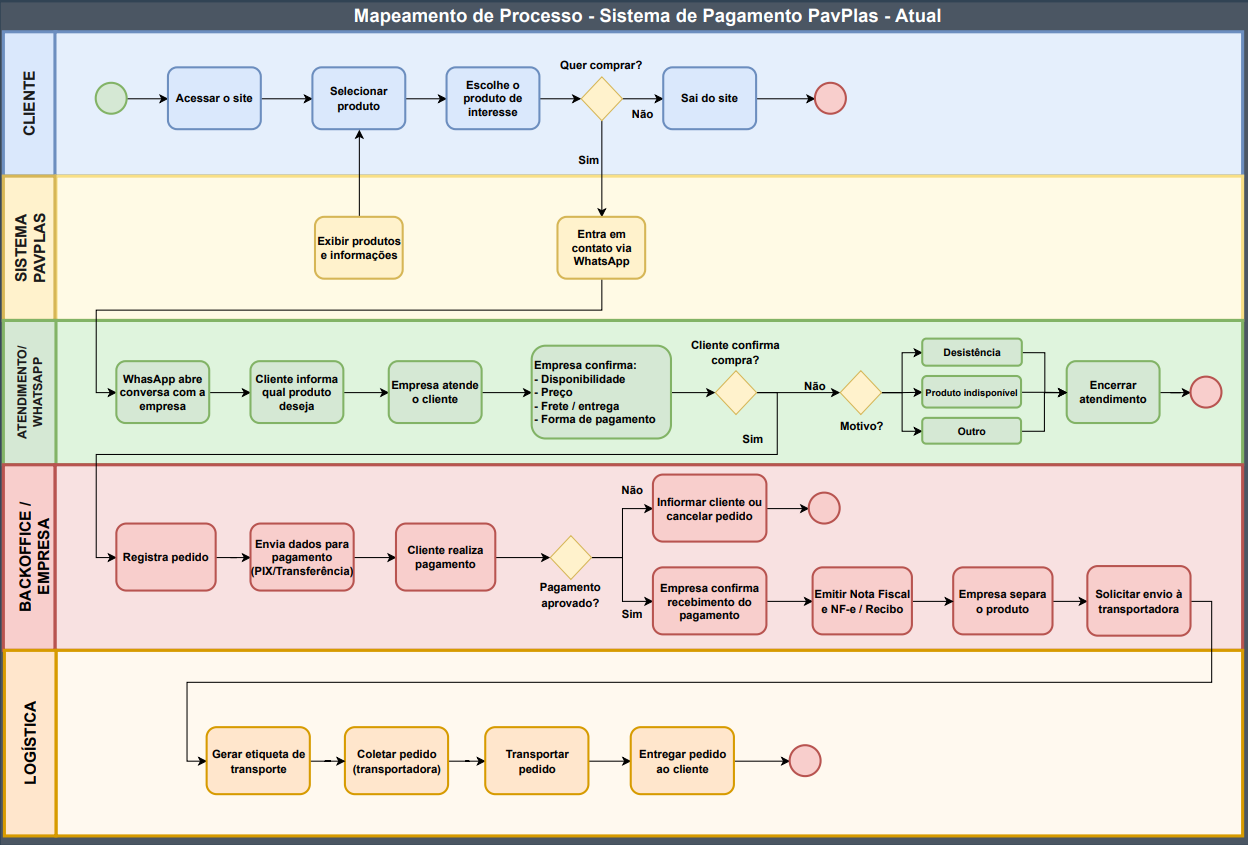 Mapeamento de Processo - Sistema de Pagamento PavPlas - Atual
CLIENTE
Acessar o site
Selecionar
produto
Escolhe o
produto de
interesse
Quer comprar?
Não
Sim
Sai do site
SISTEMA
PAVPLAS
Exibir produtos
e informações
Entra em
contato via
WhatsApp
ATENDIMENTO/
WHATSAPP
WhasApp abre
conversa com a
empresa
Cliente informa
qual produto
deseja
Empresa atende
o cliente
Empresa confirma:
- Disponibilidade
- Preço
- Frete / entrega
- Forma de pagamento
Cliente confirma
compra?
Não
Sim
Motivo?
Desistência
Produto indisponível
Outro
Encerrar
atendimento
BACKOFFICE /
EMPRESA
Registra pedido
Envia dados para
pagamento
(PIX/Transferência)
Cliente realiza
pagamento
Pagamento
aprovado?
Não
Infiormar cliente ou
cancelar pedido
Sim
Empresa confirma
recebimento do
pagamento
Emitir Nota Fiscal
e NF-e / Recibo
Empresa separa
o produto
Solicitar envio à
transportadora
LOGÍSTICA
Gerar etiqueta de
transporte
Coletar pedido
(transportadora)
Transportar
pedido
Entregar pedido
ao cliente